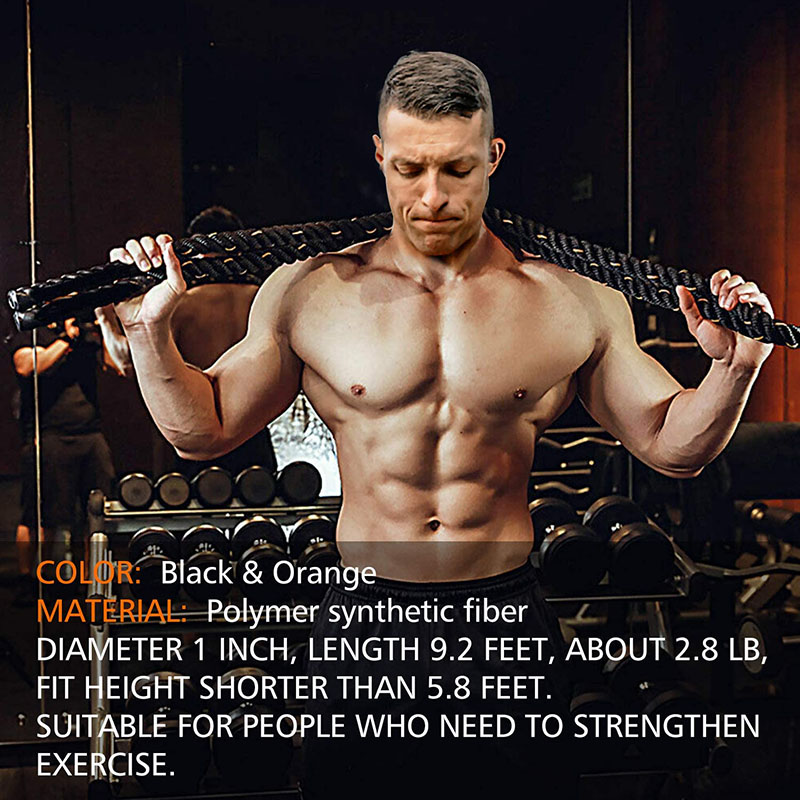 COLOR: Black & Orange
MATERIAL: Polymer synthetic fiber
DIAMETER 1 INCH, LENGTH 9.2 FEET, ABOUT 2.8 LB,
FIT HEIGHT SHORTER THAN 5.8 FEET.
SUITABLE FOR PEOPLE WHO NEED TO STRENGTHEN
EXERCISE.